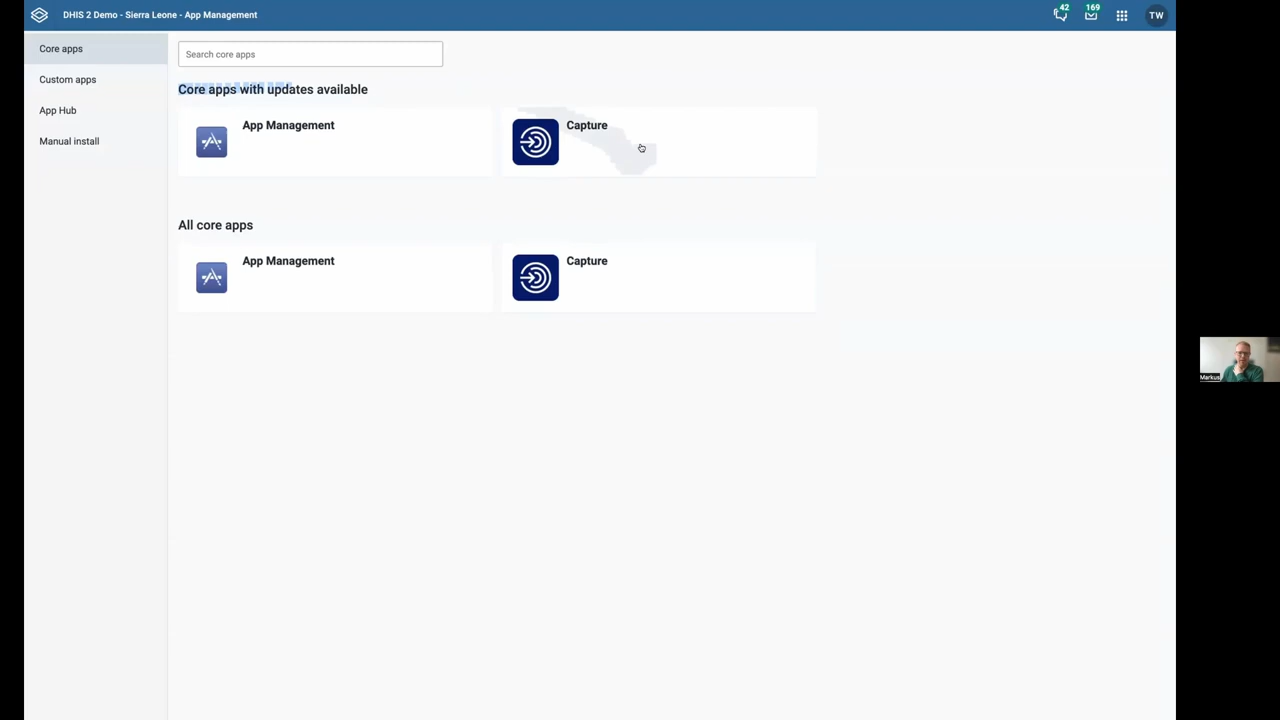 DHIS 2 Demo - Sierra Leone - App Management
42
169
TW
Core apps
Custom apps
App Hub
Manual install
Search core apps
Core apps with updates available
App Management
Capture
All core apps
App Management
Capture
Markus